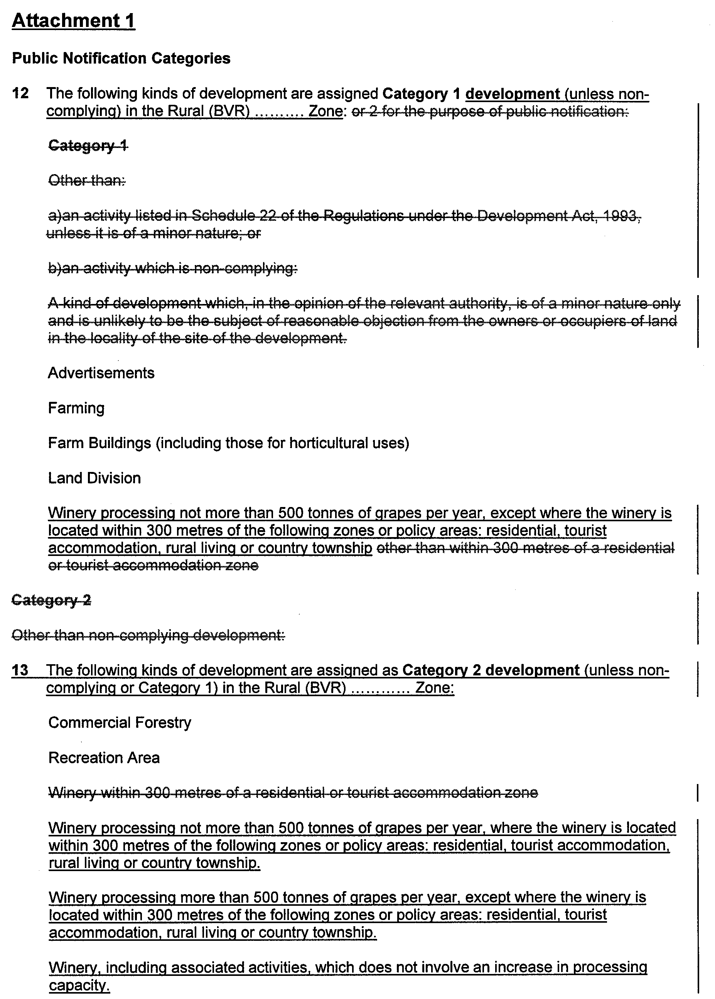 Attachment 1
Public Notification Categories
12 The following kinds of development are assigned Category 1 development (unless non-
complying) in the Rural (BVR) .......... Zone: or 2 for the purpose of public notification:
Category 1
Other than:
a)an activity listed in Schedule 22 of the Regulations under the Development Act, 1993,
unless it is of a minor nature; or
b)an activity which is non-complying:
A kind of development which, in the opinion of the relevant authority, is of a minor nature only
and is unlikely to be the subject of reasonable objection from the owners or occupiers of land
in the locality of the site of the development.
Advertisements
Farming
Farm Buildings (including those for horticultural uses)
Land Division
Winery processing not more than 500 tonnes of grapes per year, except where the winery is
located within 300 metres of the following zones or policy areas: residential, tourist
accommodation, rural living or country township other than within 300 metres of a residential
or tourist accommodation zone
Category 2
Other than non-complying development:
13 The following kinds of development are assigned as Category 2 development (unless non-
complying or Category 1) in the Rural (BVR) ............ Zone:
Commercial Forestry
Recreation Area
Winery within 300 metres of a residential or tourist accommodation zone
Winery processing not more than 500 tonnes of grapes per year, where the winery is located
within 300 metres of the following zones or policy areas: residential, tourist accommodation,
rural living or country township.
Winery processing more than 500 tonnes of grapes per year, except where the winery is
located within 300 metres of the following zones or policy areas: residential, tourist
accommodation, rural living or country township.
Winery, including associated activities, which does not involve an increase in processing
capacity.